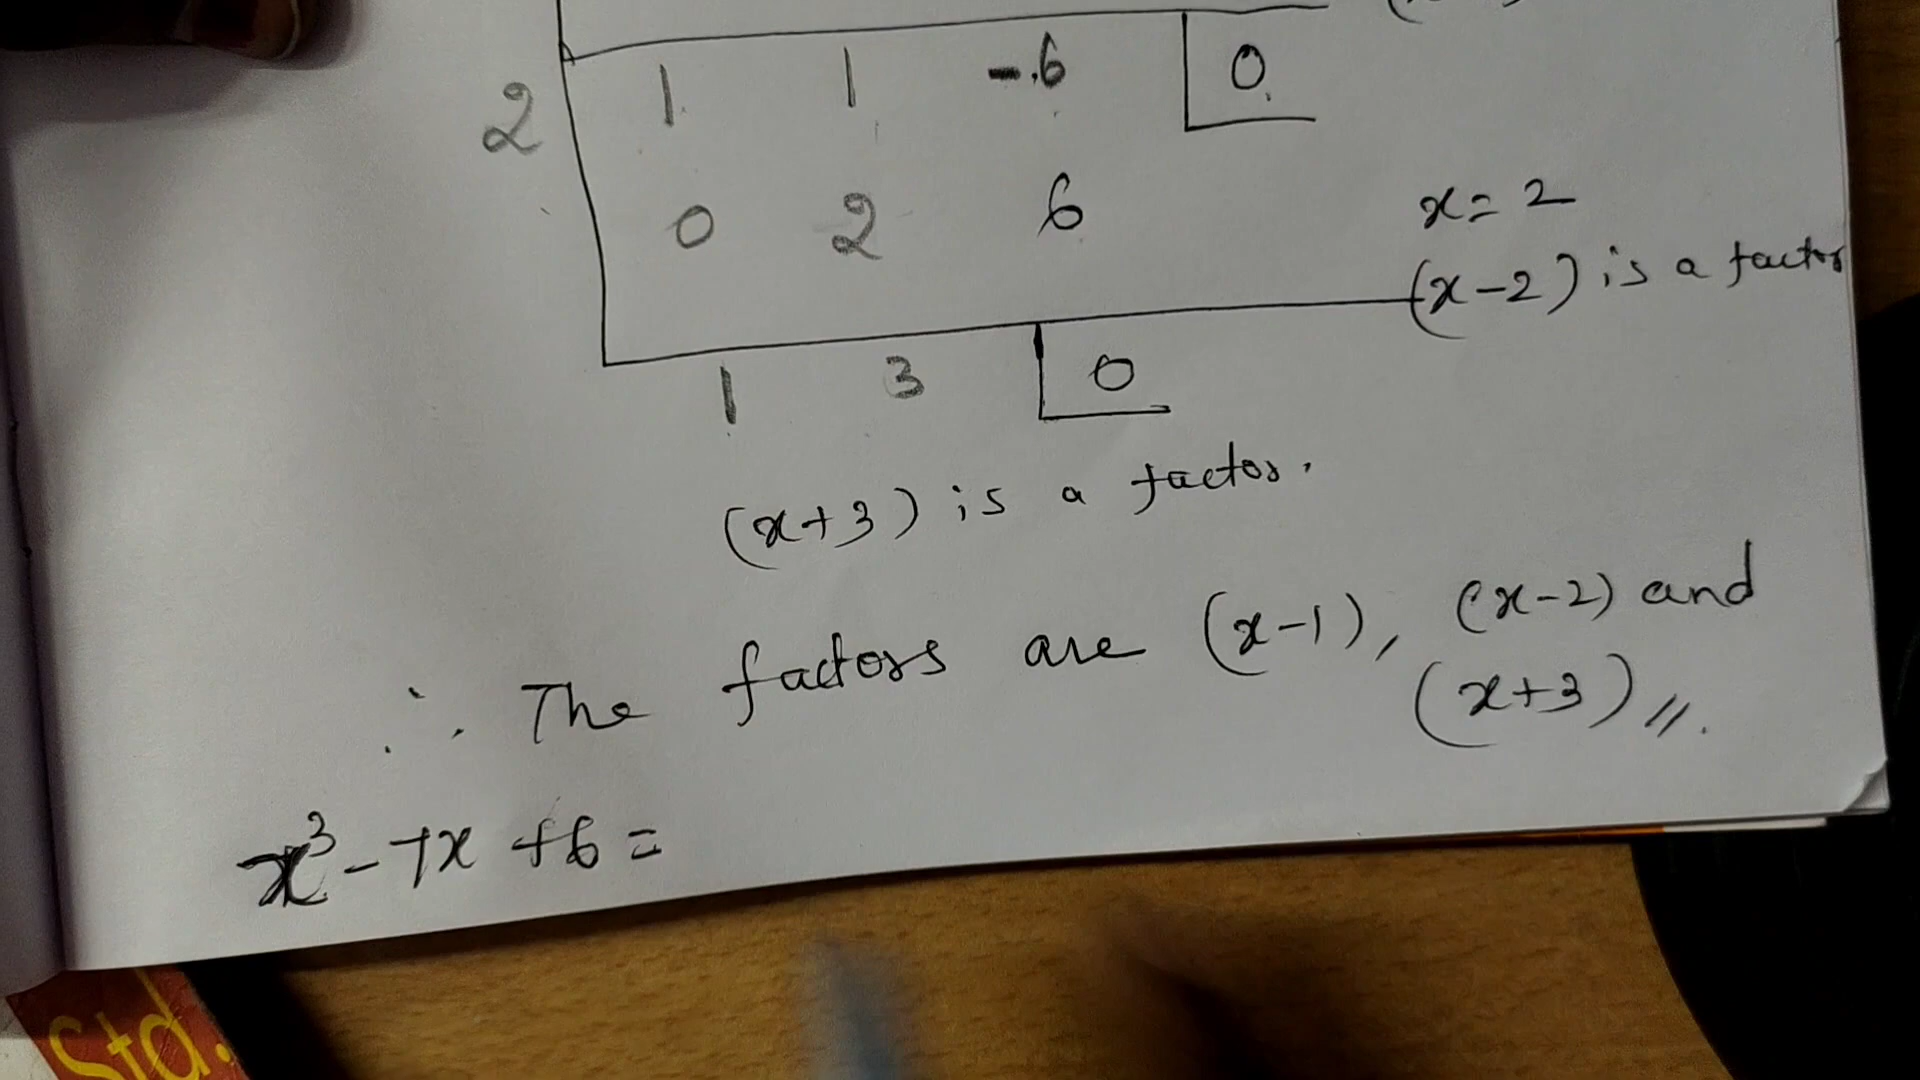 2 1 1 -6 0
0 2 6
x = 2
(x-2) is a factor
1 3 0
(x+3) is a factor.
∴ The factors are (x-1), (x-2) and
(x+3)//.
x³ - 7x + 6 =
Std.